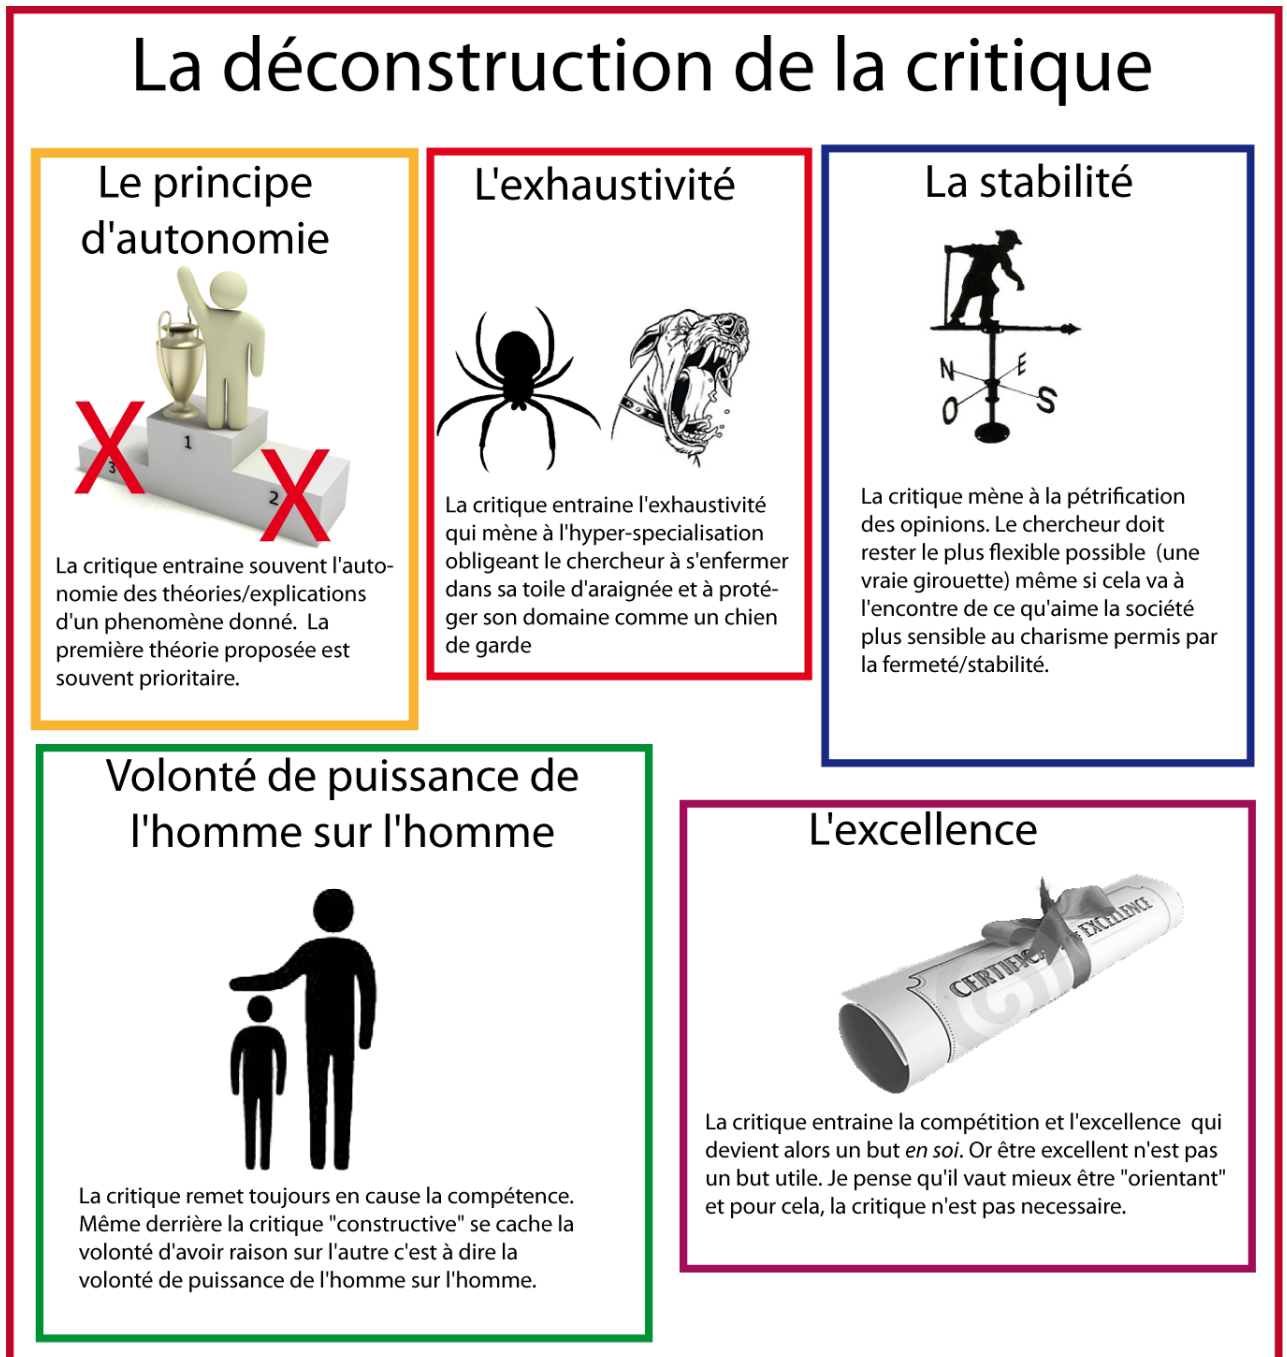 La déconstruction de la critique
Le principe
d'autonomie
1
3
2
La critique entraine souvent l'auto-
nomie des théories/explications
d'un phenomène donné. La
première théorie proposée est
souvent prioritaire.
L'exhaustivité
La critique entraine l'exhaustivité
qui mène à l'hyper-specialisation
obligeant le chercheur à s'enfermer
dans sa toile d'araignée et à proté-
ger son domaine comme un chien
de garde
La stabilité
N
E
O
S
La critique mène à la pétrification
des opinions. Le chercheur doit
rester le plus flexible possible (une
vraie girouette) même si cela va à
l'encontre de ce qu'aime la société
plus sensible au charisme permis par
la fermeté/stabilité.
Volonté de puissance de
l'homme sur l'homme
La critique remet toujours en cause la compétence.
Même derrière la critique "constructive" se cache la
volonté d'avoir raison sur l'autre c'est à dire la
volonté de puissance de l'homme sur l'homme.
L'excellence
EXCELLENCE
La critique entraine la compétition et l'excellence qui
devient alors un but en soi. Or être excellent n'est pas
un but utile. Je pense qu'il vaut mieux être "orientant"
et pour cela, la critique n'est pas necessaire.